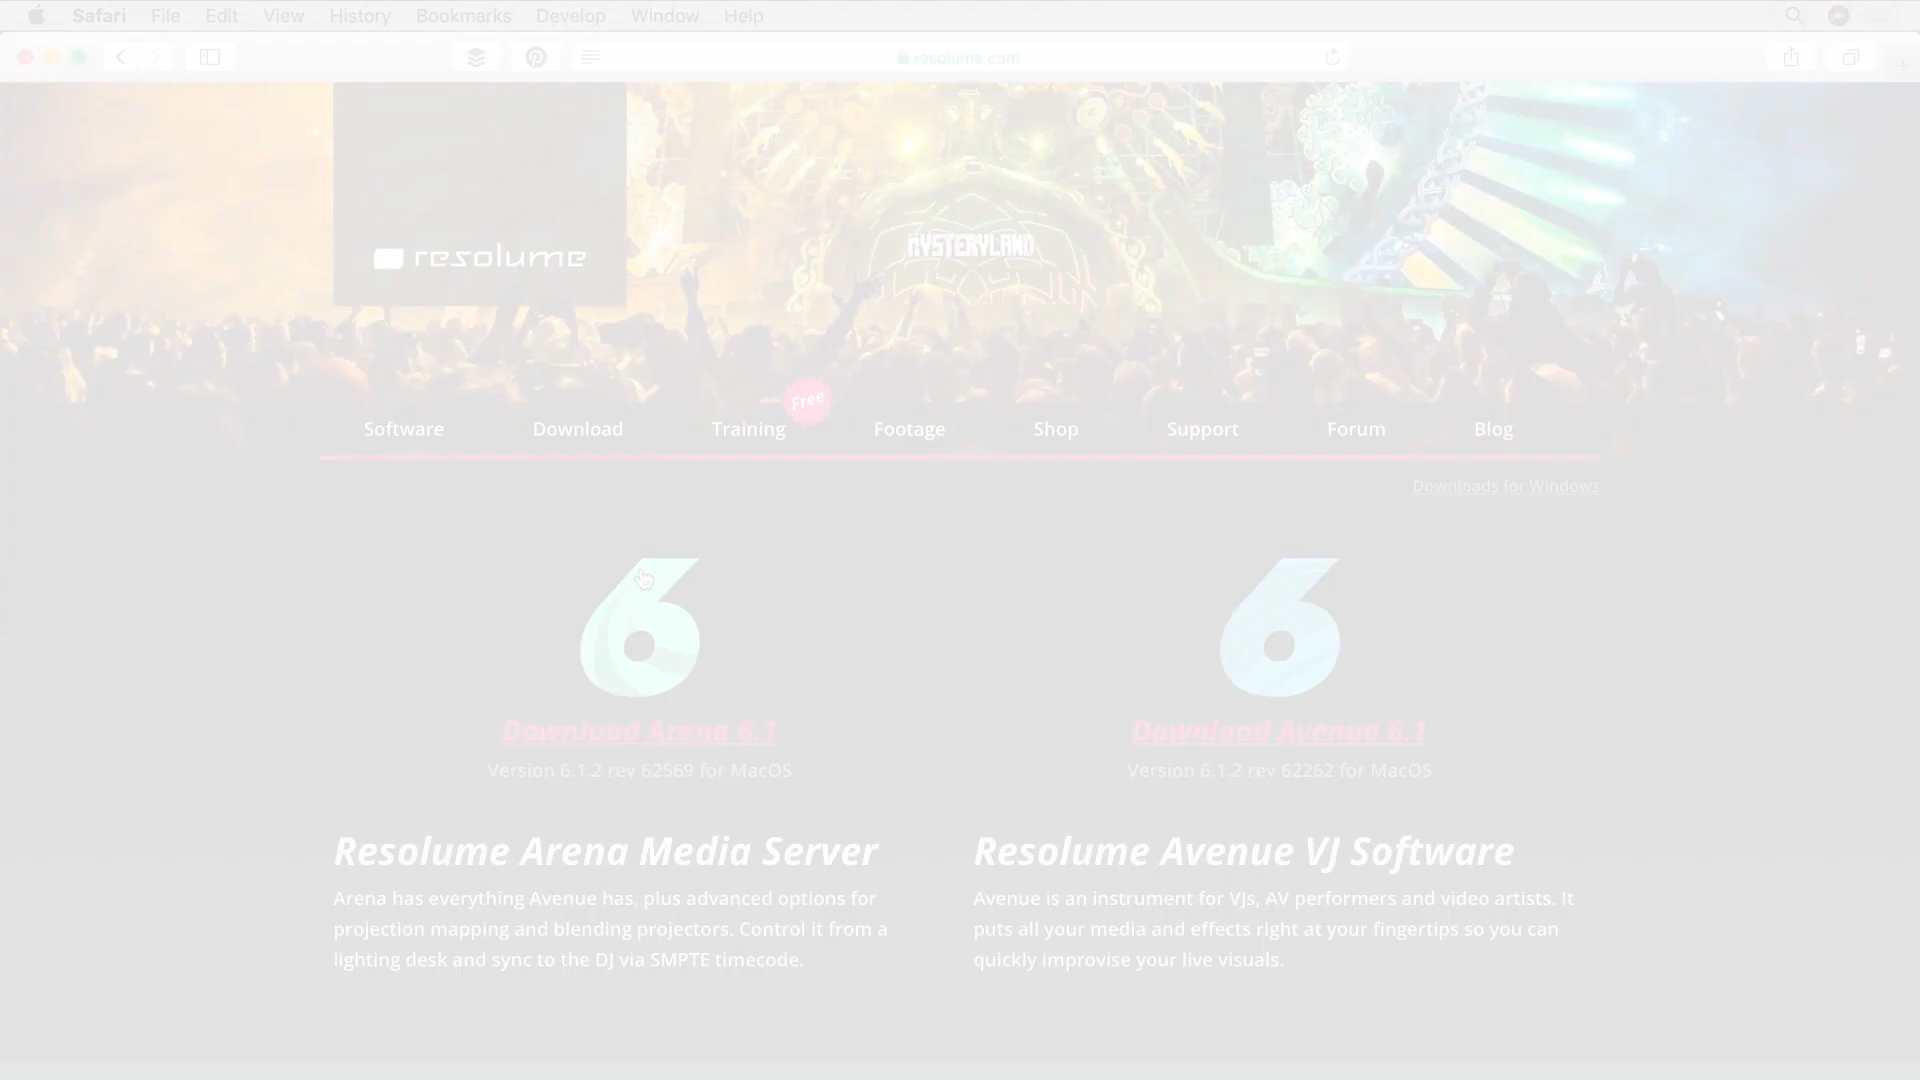 Safari File Edit View History Bookmarks Develop Window Help
resolume.com
resolume
MYSTERYLAND
Free
Software Download Training Footage Shop Support Forum Blog
Downloads for Windows
6
6
Download Arena 6.1
Version 6.1.2 rev 62569 for MacOS
Download Avenue 6.1
Version 6.1.2 rev 62262 for MacOS
Resolume Arena Media Server
Arena has everything Avenue has, plus advanced options for
projection mapping and blending projectors. Control it from a
lighting desk and sync to the DJ via SMPTE timecode.
Resolume Avenue VJ Software
Avenue is an instrument for VJs, AV performers and video artists. It
puts all your media and effects right at your fingertips so you can
quickly improvise your live visuals.